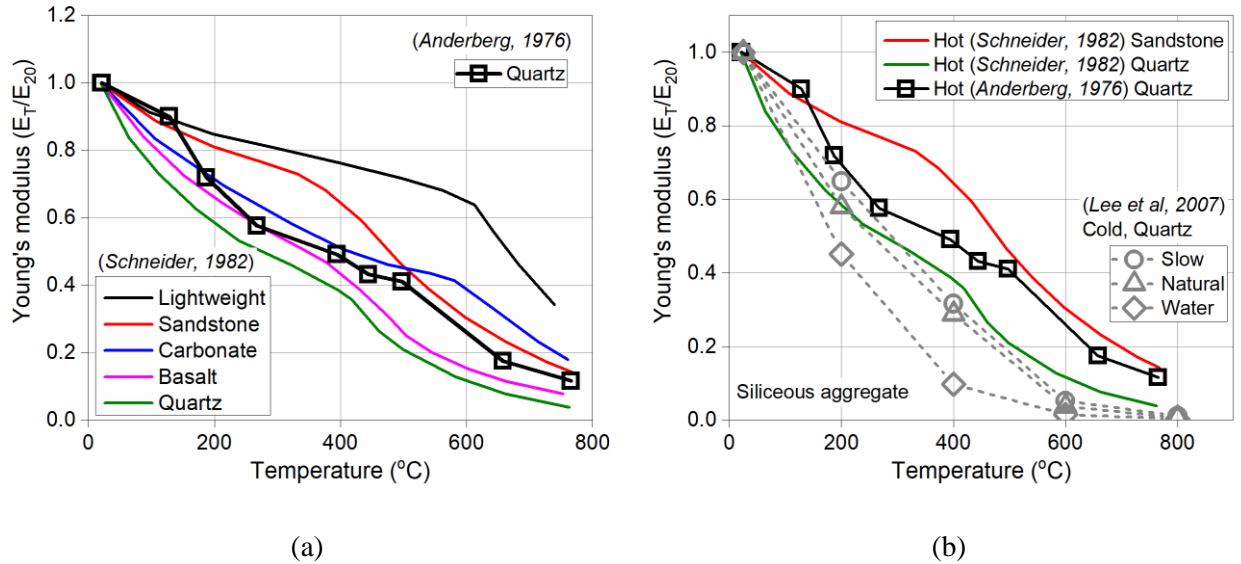 1.2
1.0
0.8
0.6
0.4
0.2
0.0
Young's modulus (E_T/E_20)
(a)
(Anderberg, 1976)
Quartz
(Schneider, 1982)
Lightweight
Sandstone
Carbonate
Basalt
Quartz
0 200 400 600 800
Temperature (°C)
(b)
1.0
0.8
0.6
0.4
0.2
0.0
Young's modulus (E_T/E_20)
Hot (Schneider, 1982) Sandstone
Hot (Schneider, 1982) Quartz
Hot (Anderberg, 1976) Quartz
(Lee et al, 2007)
Cold, Quartz
Slow
Natural
Water
Siliceous aggregate
0 200 400 600 800
Temperature (°C)
(a) (b)